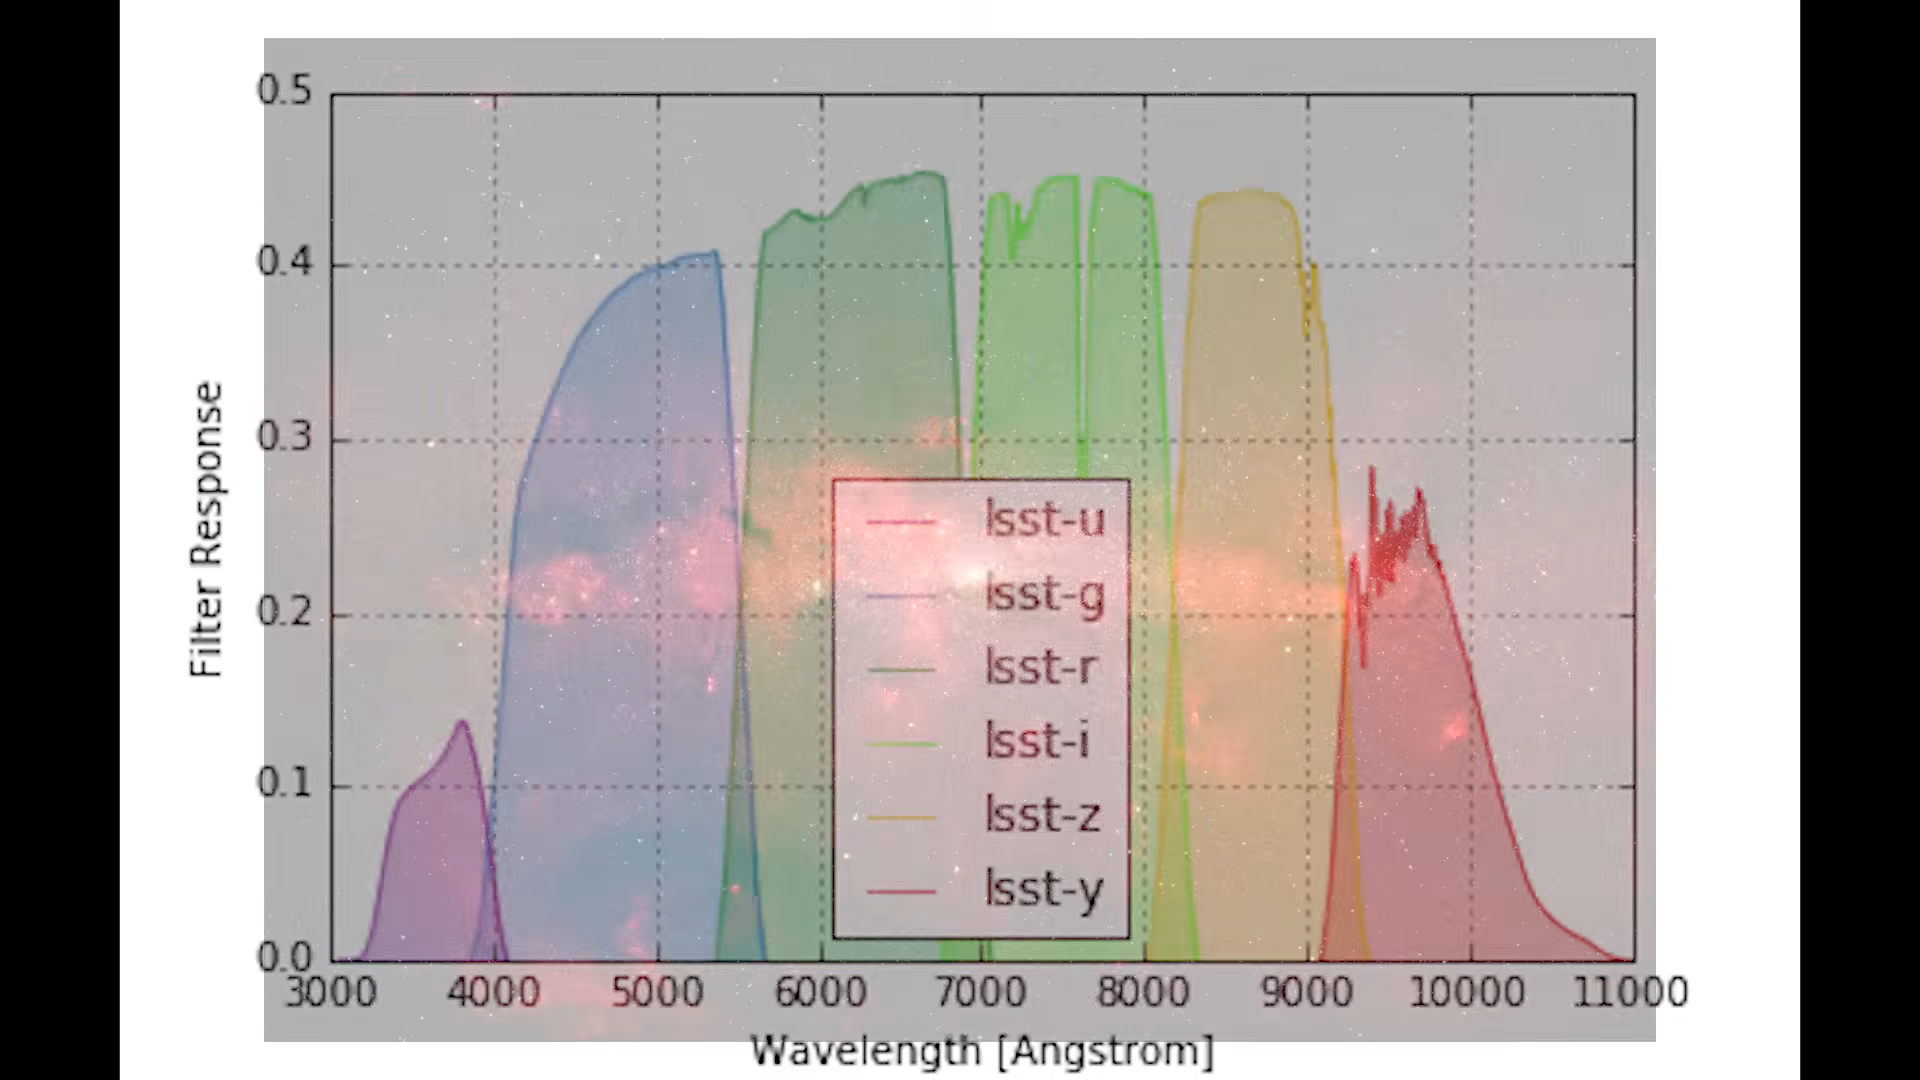 0.5
0.4
0.3
0.2
0.1
0.0
Filter Response
lsst-u
lsst-g
lsst-r
lsst-i
lsst-z
lsst-y
3000 4000 5000 6000 7000 8000 9000 10000 11000
Wavelength [Angstrom]